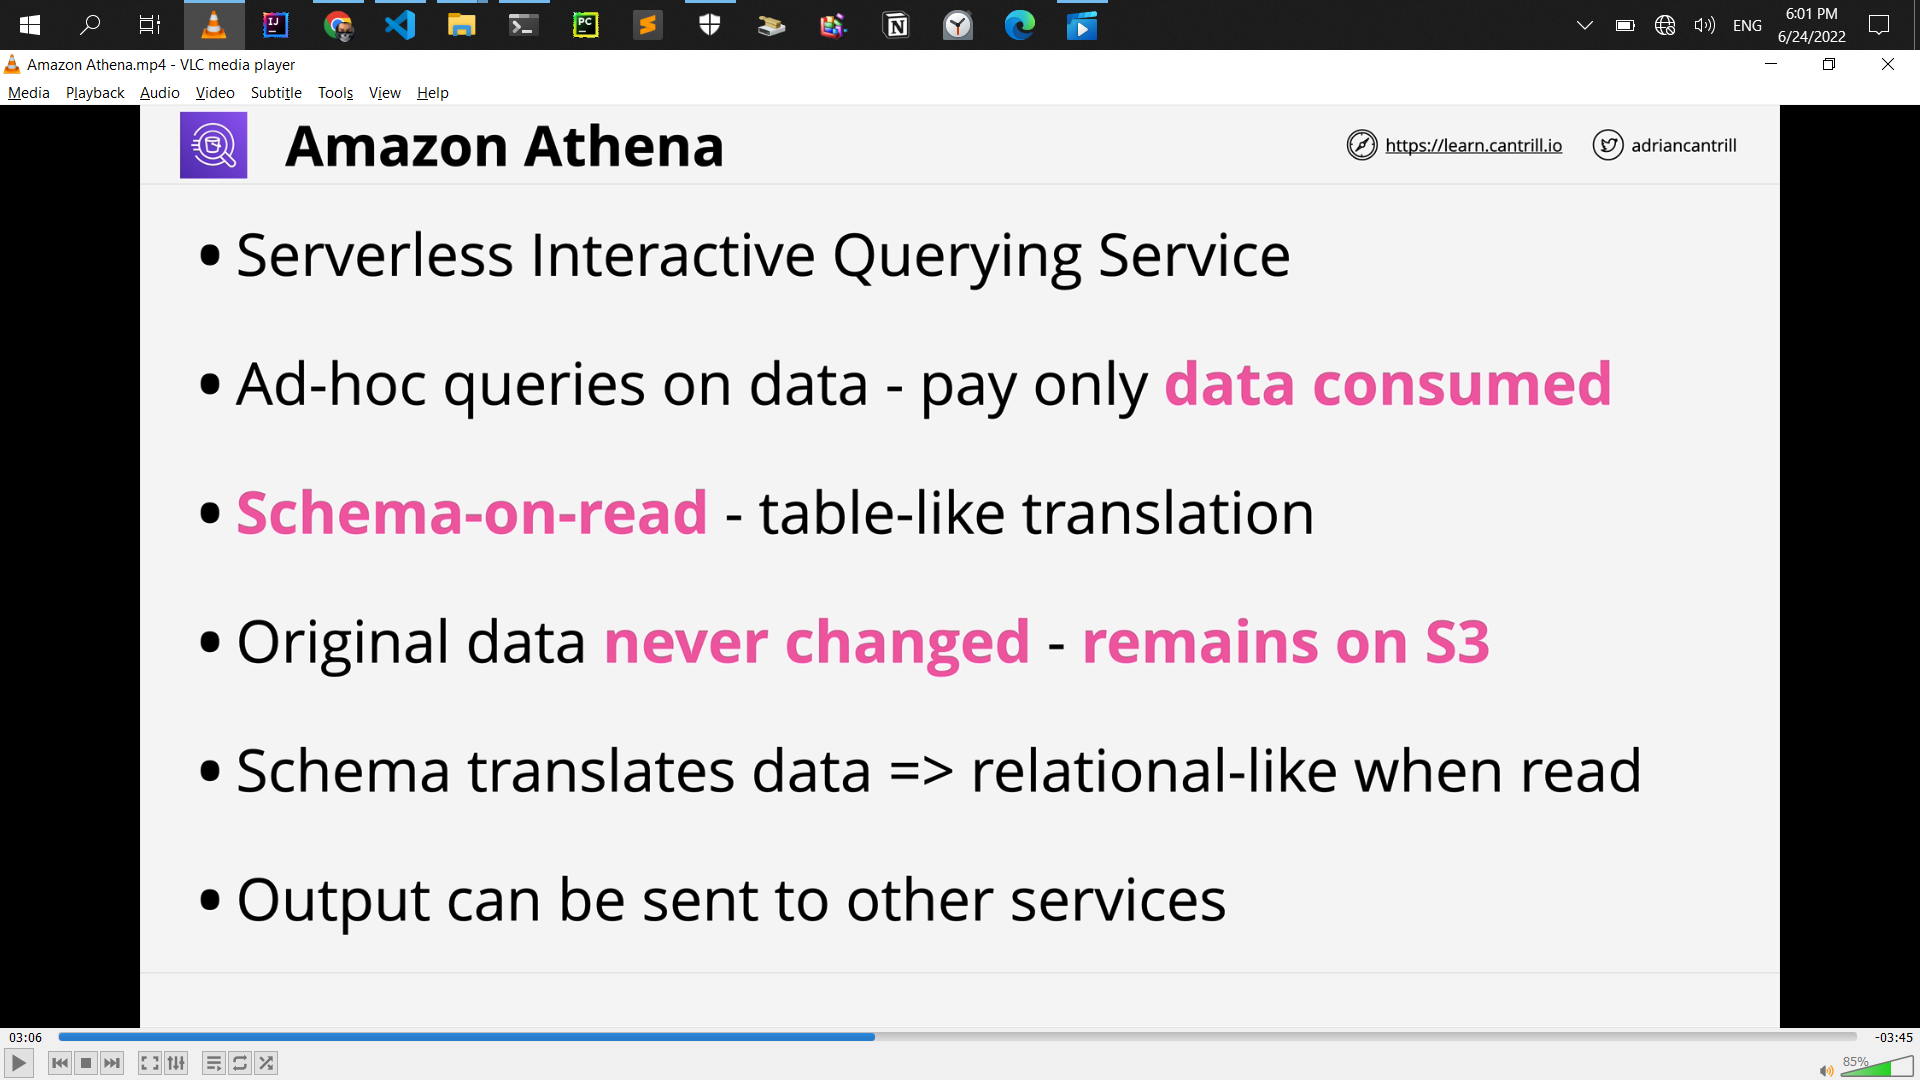 ENG
6:01 PM
6/24/2022
Amazon Athena.mp4 - VLC media player
Media Playback Audio Video Subtitle Tools View Help
Amazon Athena
https://learn.cantrill.io
adriancantrill
• Serverless Interactive Querying Service
• Ad-hoc queries on data - pay only data consumed
• Schema-on-read - table-like translation
• Original data never changed - remains on S3
• Schema translates data => relational-like when read
• Output can be sent to other services
03:06
-03:45
85%